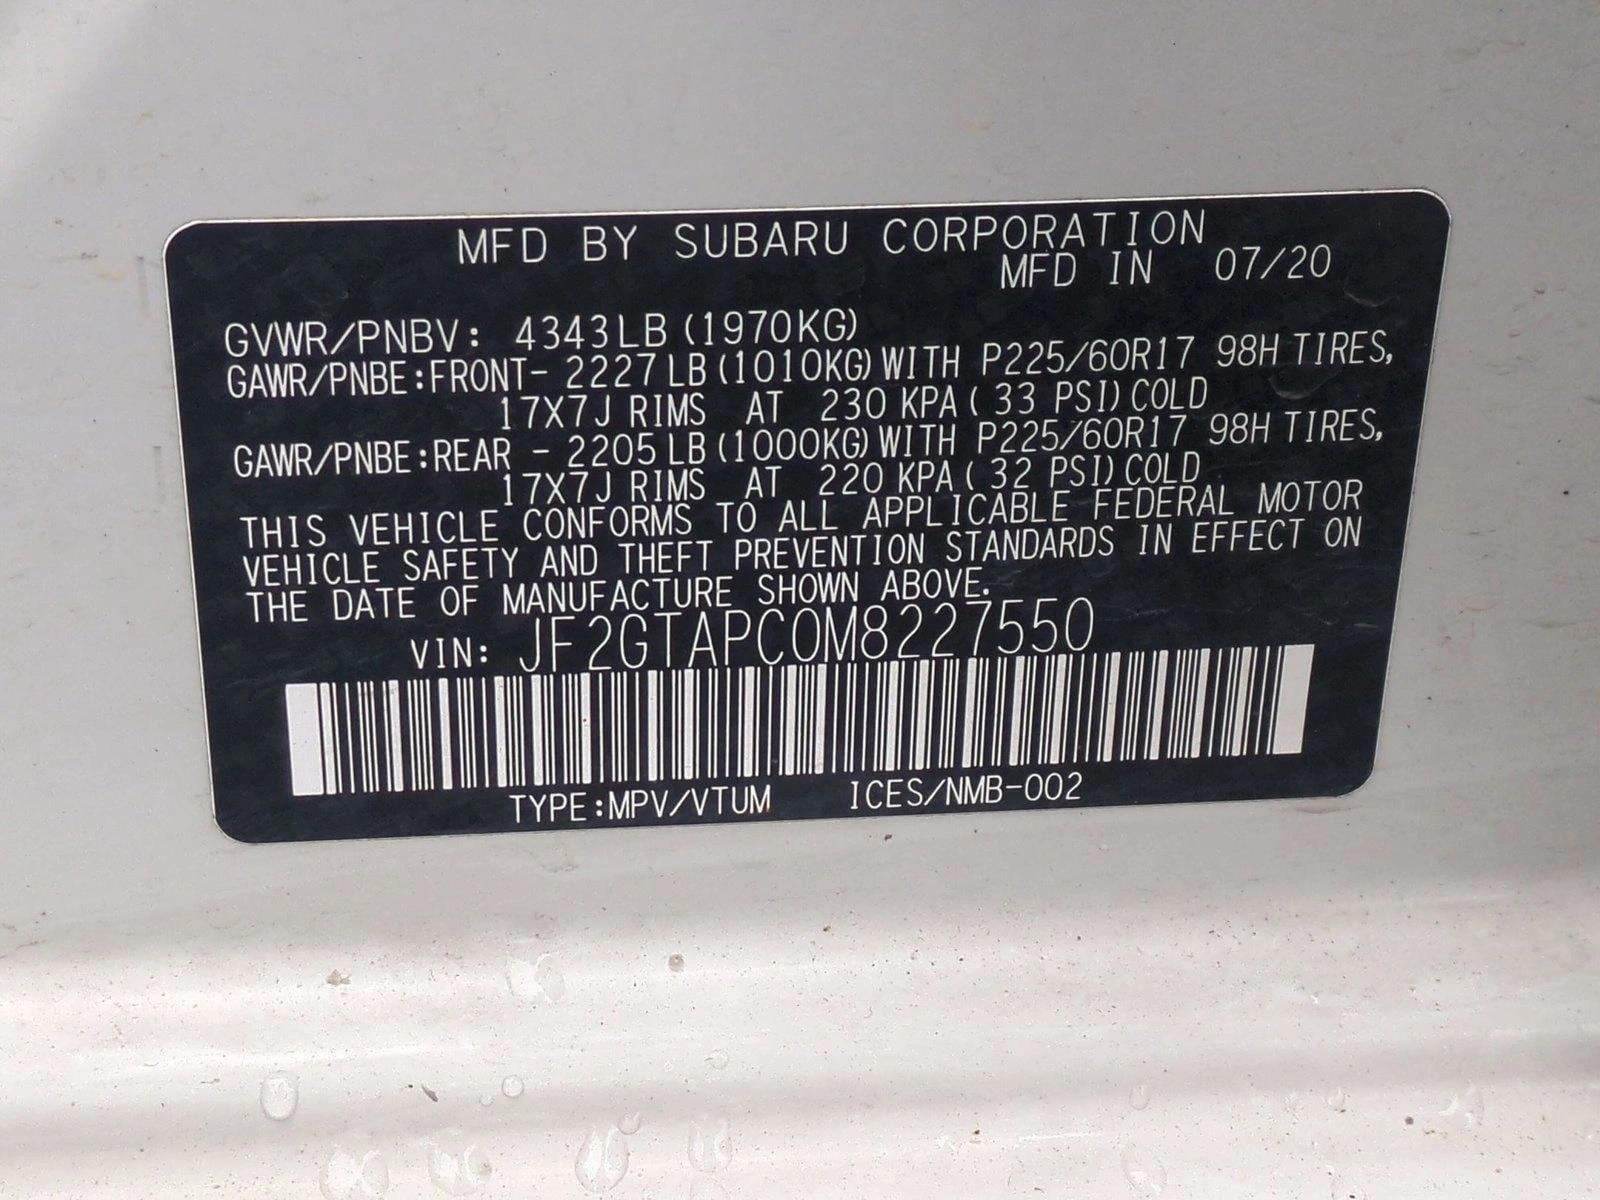 MFD BY SUBARU CORPORATION
MFD IN 07/20
GVWR/PNBV: 4343LB (1970KG)
GAWR/PNBE:FRONT- 2227LB (1010KG) WITH P225/60R17 98H TIRES,
17X7J RIMS AT 230 KPA ( 33 PSI) COLD
GAWR/PNBE:REAR - 2205LB (1000KG) WITH P225/60R17 98H TIRES,
17X7J RIMS AT 220 KPA ( 32 PSI) COLD
THIS VEHICLE CONFORMS TO ALL APPLICABLE FEDERAL MOTOR
VEHICLE SAFETY AND THEFT PREVENTION STANDARDS IN EFFECT ON
THE DATE OF MANUFACTURE SHOWN ABOVE.
VIN: JF2GTAPC0M8227550
TYPE:MPV/VTUM ICES/NMB-002